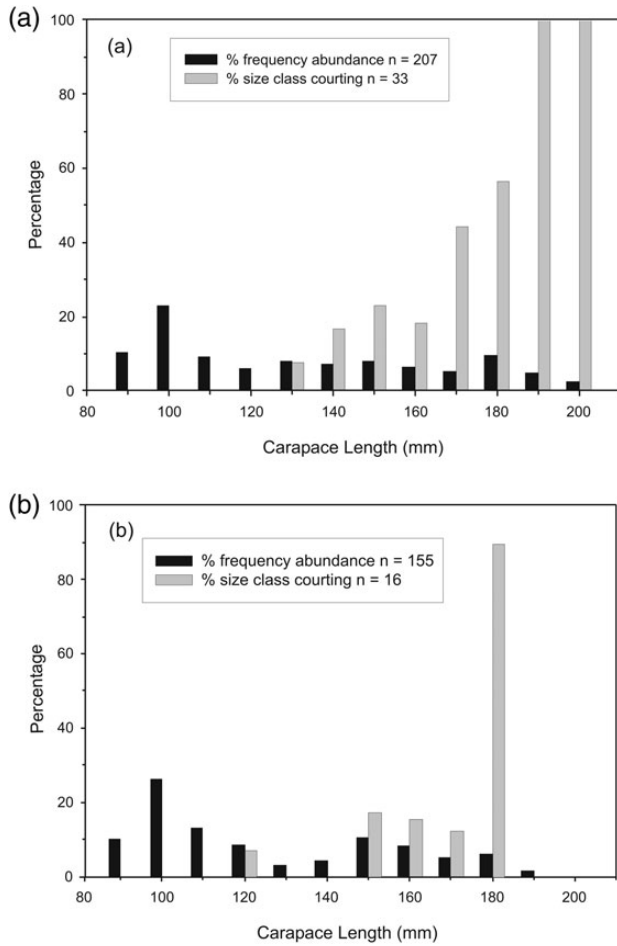 (a)
(a)
% frequency abundance n = 207
% size class courting n = 33
100
80
60
40
20
0
Percentage
80 100 120 140 160 180 200
Carapace Length (mm)
(b)
(b)
% frequency abundance n = 155
% size class courting n = 16
100
80
60
40
20
0
Percentage
80 100 120 140 160 180 200
Carapace Length (mm)